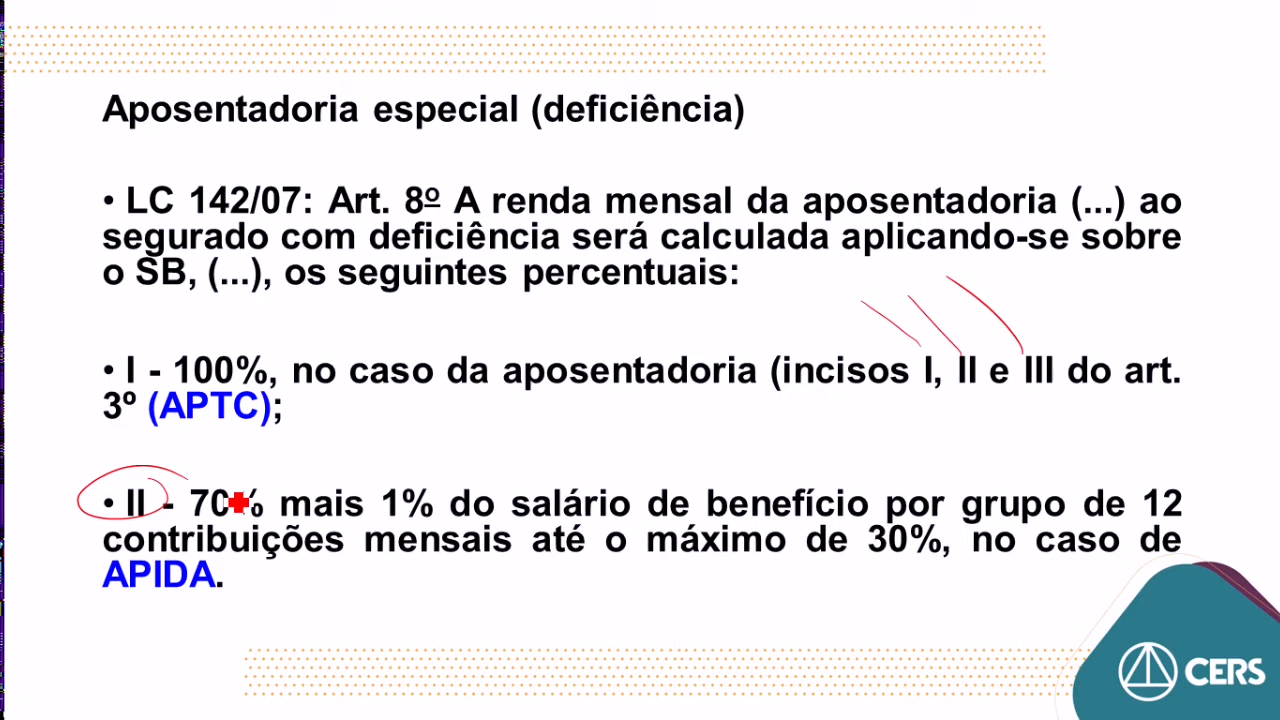 Aposentadoria especial (deficiência)
• LC 142/07: Art. 8º A renda mensal da aposentadoria (...) ao
segurado com deficiência será calculada aplicando-se sobre
o SB, (...), os seguintes percentuais:
• I - 100%, no caso da aposentadoria (incisos I, II e III do art.
3º (APTC);
• II - 70% mais 1% do salário de benefício por grupo de 12
contribuições mensais até o máximo de 30%, no caso de
APIDA.
CERS